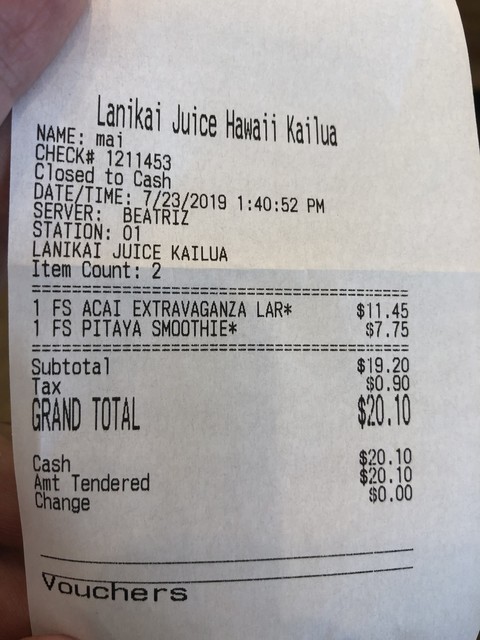 Lanikai Juice Hawaii Kailua
NAME: mai
CHECK# 1211453
Closed to Cash
DATE/TIME: 7/23/2019 1:40:52 PM
SERVER: BEATRIZ
STATION: 01
LANIKAI JUICE KAILUA
Item Count: 2
1 FS ACAI EXTRAVAGANZA LAR* $11.45
1 FS PITAYA SMOOTHIE* $7.75
Subtotal $19.20
Tax $0.90
GRAND TOTAL $20.10
Cash $20.10
Amt Tendered $20.10
Change $0.00
Vouchers